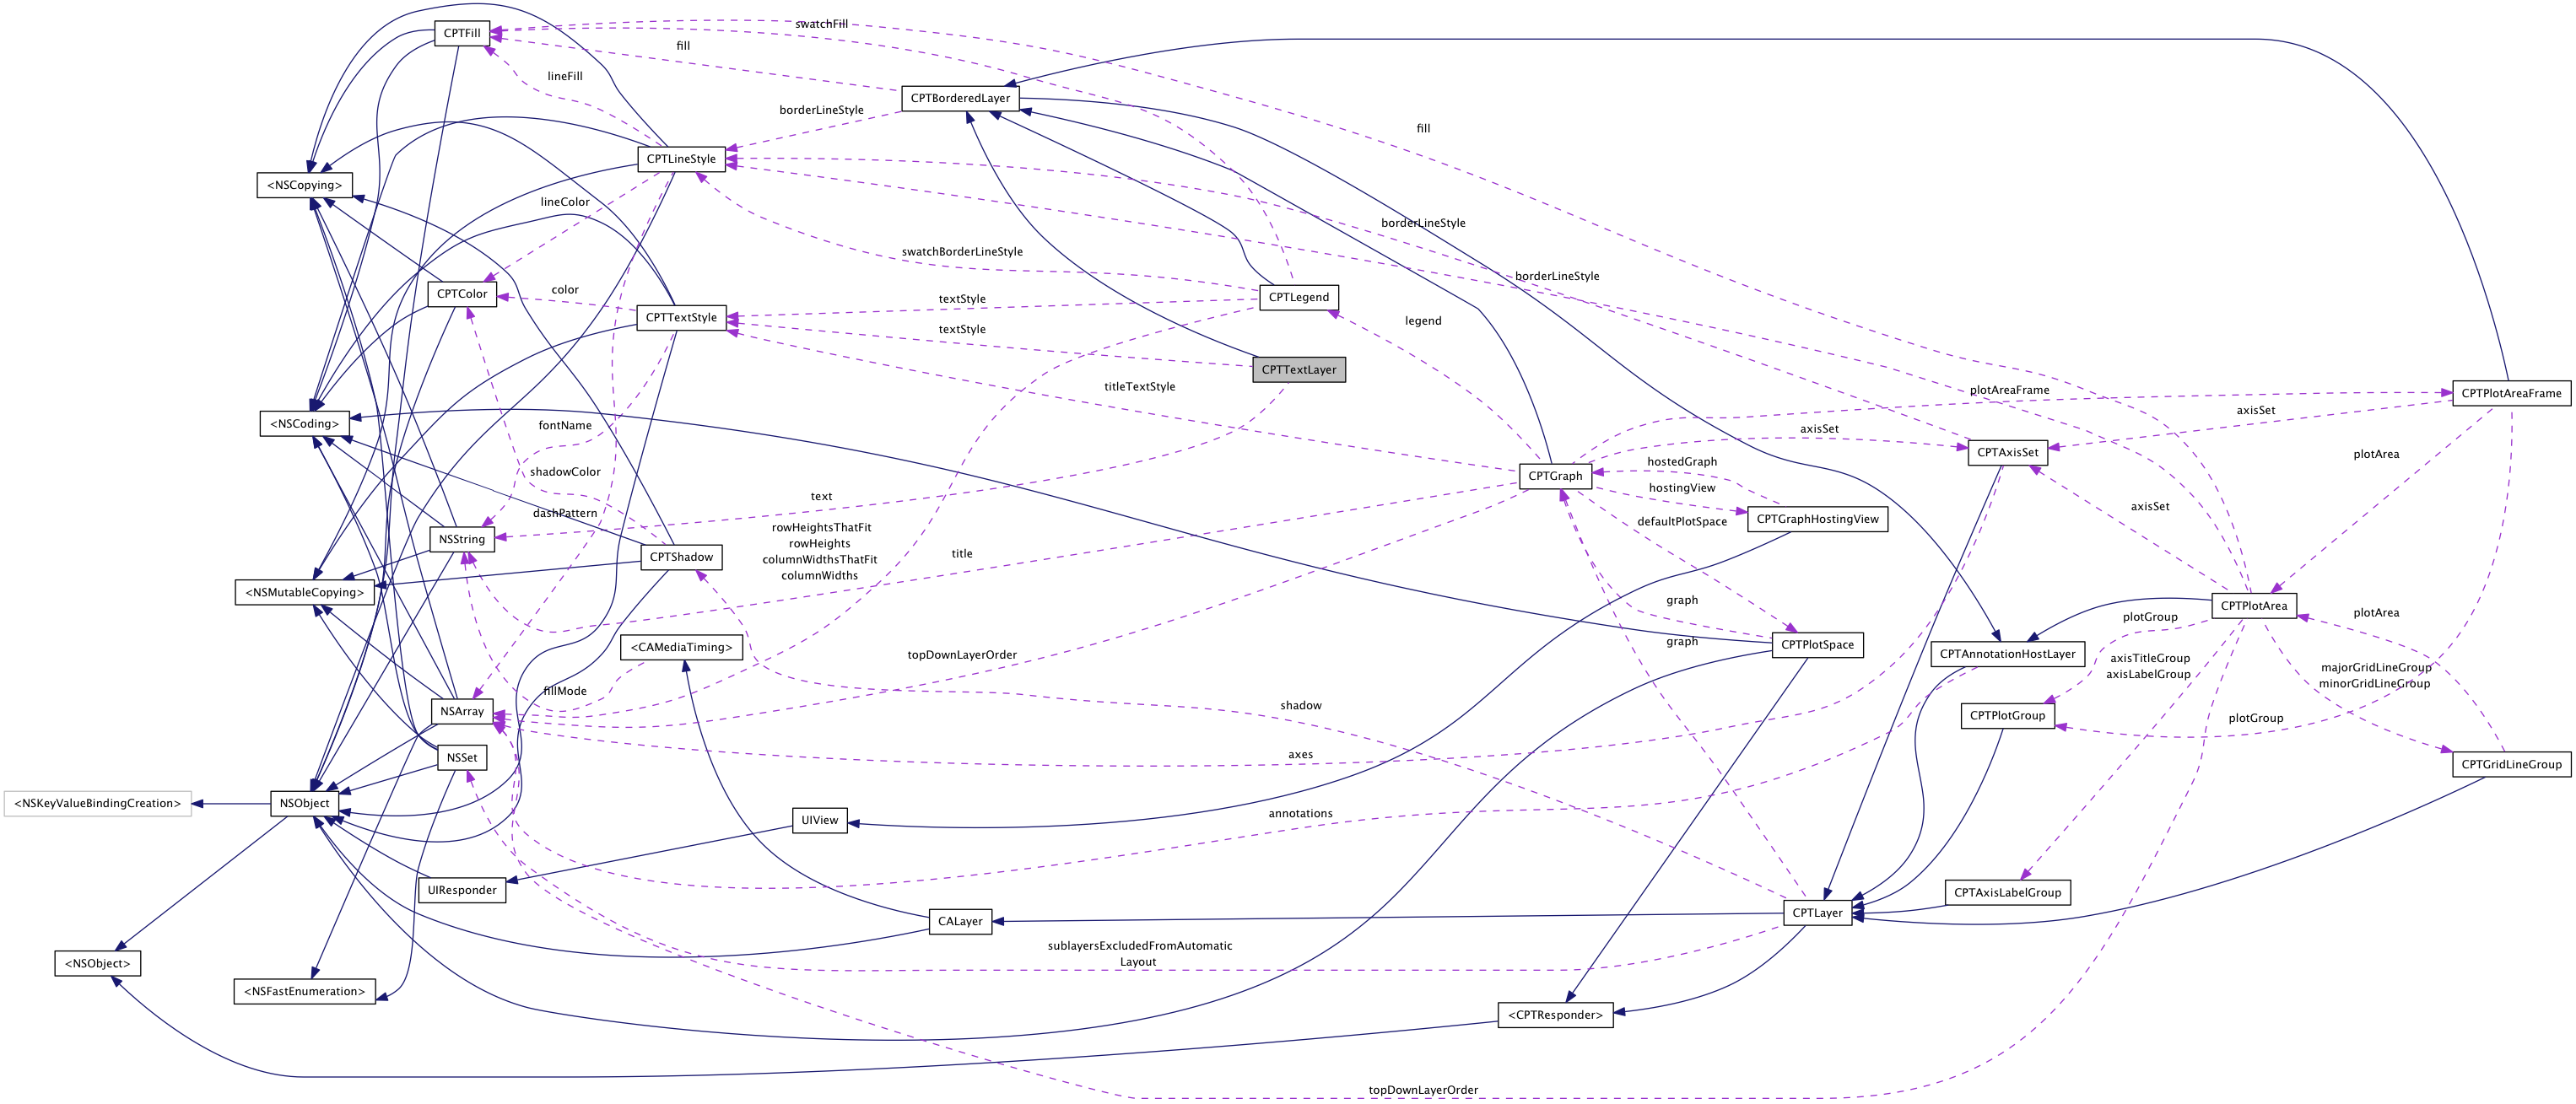 swatchFill
CPTFill
fill
lineFill
CPTBorderedLayer
borderLineStyle
fill
CPTLineStyle
<NSCopying>
lineColor
borderLineStyle
swatchBorderLineStyle
borderLineStyle
CPTColor
color
CPTLegend
textStyle
CPTTextStyle
legend
textStyle
CPTTextLayer
titleTextStyle
plotAreaFrame
CPTPlotAreaFrame
axisSet
<NSCoding>
fontName
axisSet
CPTAxisSet
plotArea
hostedGraph
shadowColor
CPTGraph
hostingView
text
dashPattern
rowHeightsThatFit
rowHeights
columnWidthsThatFit
columnWidths
axisSet
CPTGraphHostingView
defaultPlotSpace
NSString
title
CPTShadow
<NSMutableCopying>
graph
CPTPlotArea
plotGroup
plotArea
graph
<CAMediaTiming>
CPTPlotSpace
topDownLayerOrder
CPTAnnotationHostLayer
axisTitleGroup
axisLabelGroup
majorGridLineGroup
minorGridLineGroup
fillMode
NSArray
shadow
CPTPlotGroup
plotGroup
NSSet
axes
CPTGridLineGroup
<NSKeyValueBindingCreation>
NSObject
annotations
UIView
UIResponder
CPTAxisLabelGroup
CALayer
CPTLayer
sublayersExcludedFromAutomatic
Layout
<NSObject>
<NSFastEnumeration>
<CPTResponder>
topDownLayerOrder